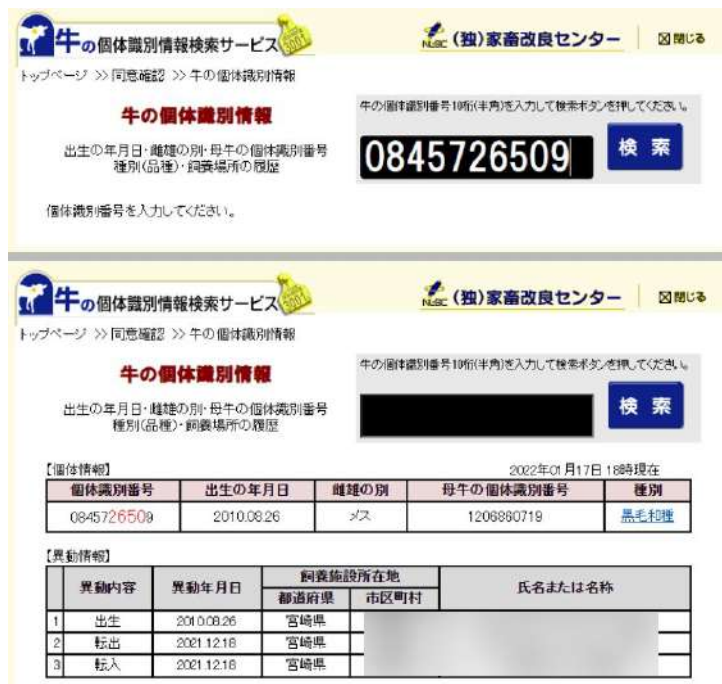 牛の個体識別情報検索サービス
NLBC (独)家畜改良センター
閉じる
トップページ ≫ 同意確認 ≫ 牛の個体識別情報
牛の個体識別情報
出生の年月日・雌雄の別・母牛の個体識別番号
種別(品種)・飼養場所の履歴
牛の個体識別番号10桁(半角)を入力して検索ボタンを押してください。
0845726509
検索
個体識別番号を入力してください。
牛の個体識別情報検索サービス
NLBC (独)家畜改良センター
閉じる
トップページ ≫ 同意確認 ≫ 牛の個体識別情報
牛の個体識別情報
出生の年月日・雌雄の別・母牛の個体識別番号
種別(品種)・飼養場所の履歴
牛の個体識別番号10桁(半角)を入力して検索ボタンを押してください。
検索
【個体情報】 2022年01月17日 18時現在
個体識別番号 出生の年月日 雌雄の別 母牛の個体識別番号 種別
0845726509 2010.08.26 メス 1206860719 黒毛和種
【異動情報】
異動内容 異動年月日 飼養施設所在地 氏名または名称
都道府県 市区町村
1 出生 2010.08.26 宮崎県
2 転出 2021.12.18 宮崎県
3 転入 2021.12.18 宮崎県